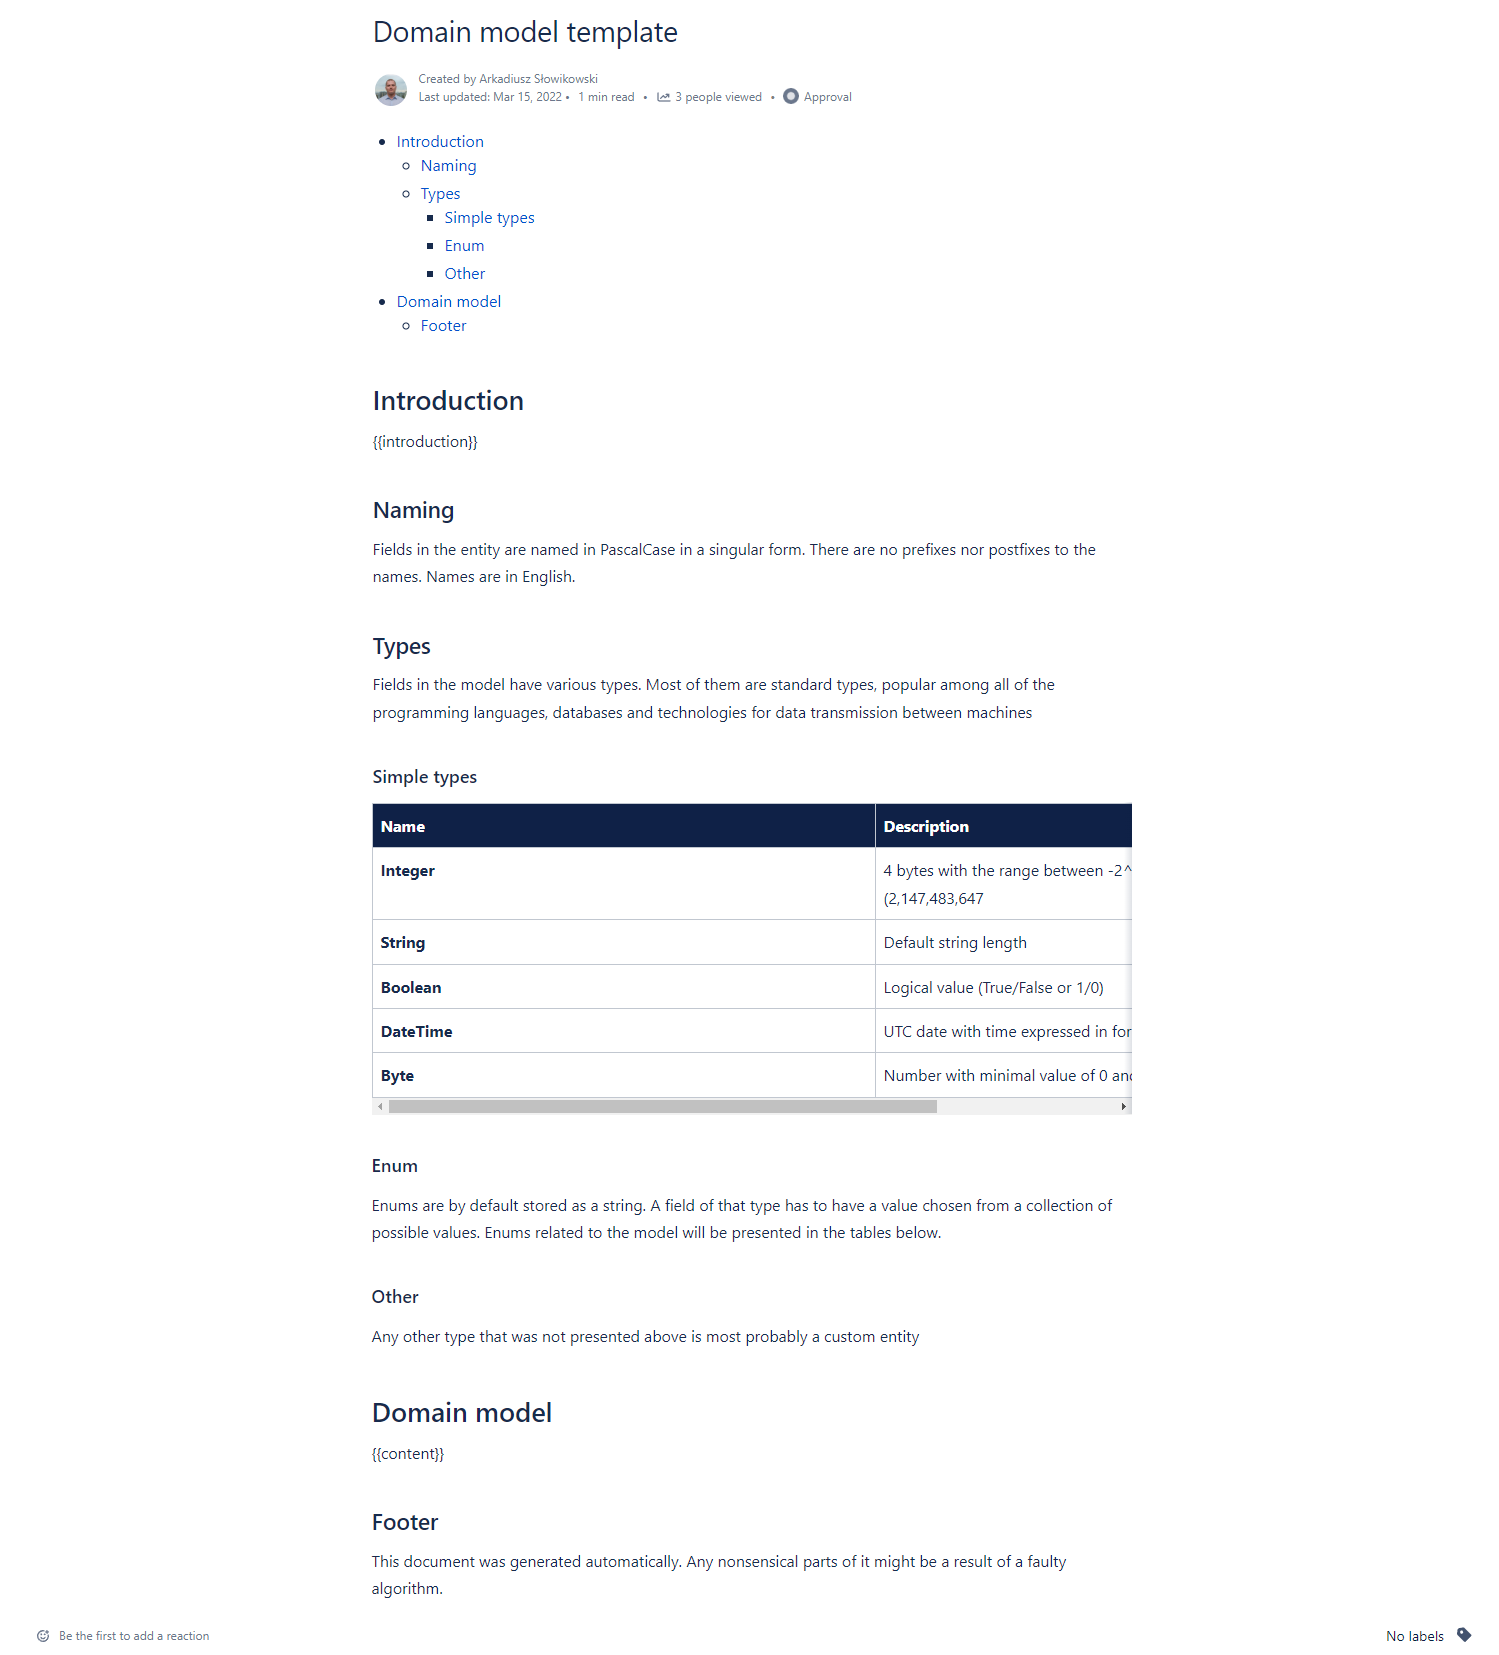 Domain model template
Created by Arkadiusz Słowikowski
Last updated: Mar 15, 2022 • 1 min read • 3 people viewed • Approval
Introduction
Naming
Types
Simple types
Enum
Other
Domain model
Footer
Introduction
{{introduction}}
Naming
Fields in the entity are named in PascalCase in a singular form. There are no prefixes nor postfixes to the
names. Names are in English.
Types
Fields in the model have various types. Most of them are standard types, popular among all of the
programming languages, databases and technologies for data transmission between machines
Simple types
Name Description
Integer 4 bytes with the range between -2^
(2,147,483,647
String Default string length
Boolean Logical value (True/False or 1/0)
DateTime UTC date with time expressed in for
Byte Number with minimal value of 0
Enum
Enums are by default stored as a string. A field of that type has to have a value chosen from a collection of
possible values. Enums related to the model will be presented in the tables below.
Other
Any other type that was not presented above is most probably a custom entity
Domain model
{{content}}
Footer
This document was generated automatically. Any nonsensical parts of it might be a result of a faulty
algorithm.
Be the first to add a reaction
No labels